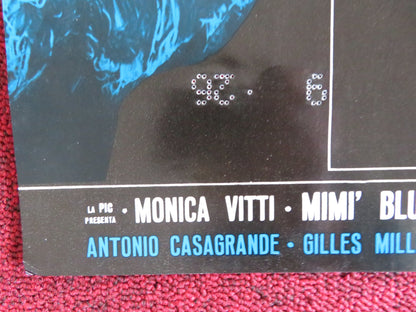 LA PIC
PRESENTA · MONICA VITTI · MIMI' BLU
ANTONIO CASAGRANDE · GILLES MILL